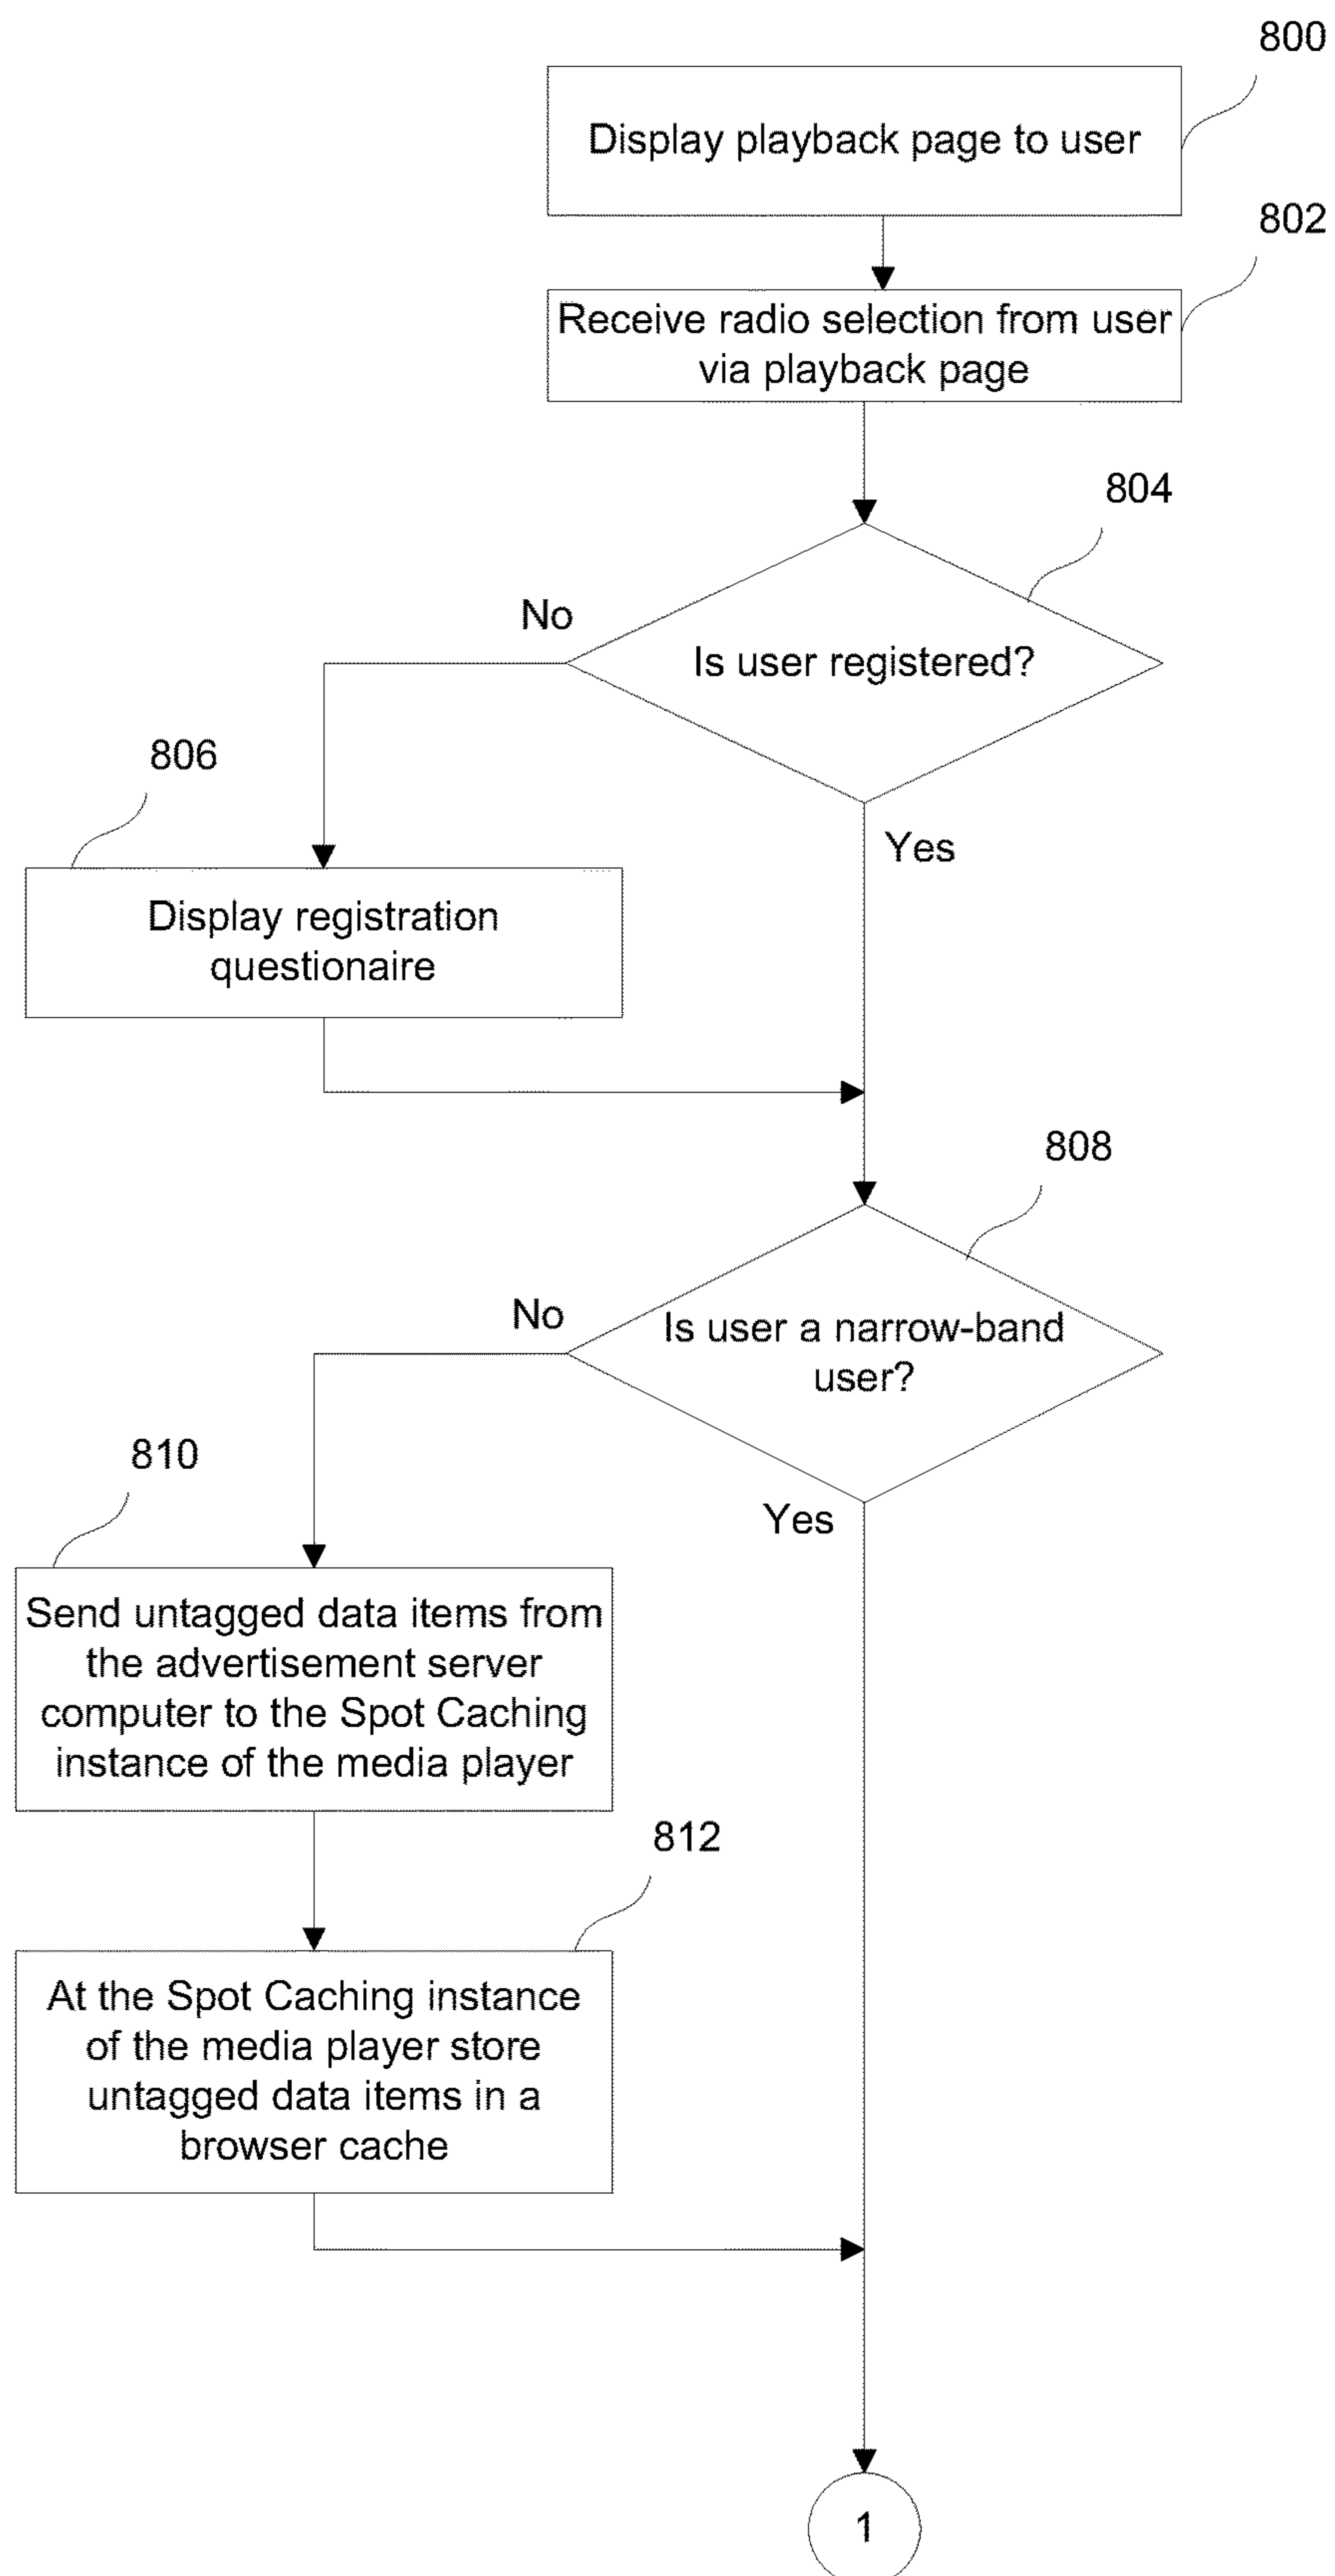 800
Display playback page to user
802
Receive radio selection from user
via playback page
804
No
Is user registered?
806
Yes
Display registration
questionaire
808
No
Is user a narrow-band
user?
810
Yes
Send untagged data items from
the advertisement server
computer to the Spot Caching
instance of the media player
812
At the Spot Caching instance
of the media player store
untagged data items in a
browser cache
1